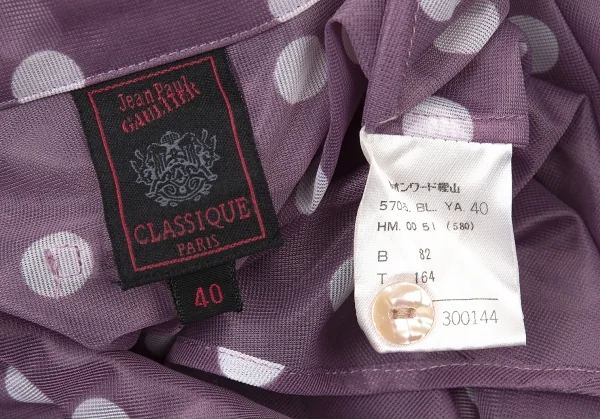 Jean Paul
GAULTIER
CLASSIQUE
PARIS
40
オンワード樫山
570. BL. YA. 40
HM. 00 51 (580)
B 82
T 164
300144